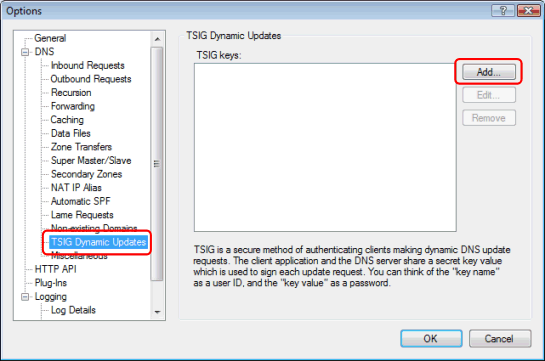 Options
General
DNS
Inbound Requests
Outbound Requests
Recursion
Forwarding
Caching
Data Files
Zone Transfers
Super Master/Slave
Secondary Zones
NAT IP Alias
Automatic SPF
Lame Requests
Non-existing Domains
TSIG Dynamic Updates
Miscellaneous
HTTP API
Plug-Ins
Logging
Log Details
TSIG Dynamic Updates
TSIG keys:
Add...
Edit...
Remove
TSIG is a secure method of authenticating clients making dynamic DNS update
requests. The client application and the DNS server share a secret key value
which is used to sign each update request. You can think of the "key name"
as a user ID, and the "key value" as a password.
OK
Cancel